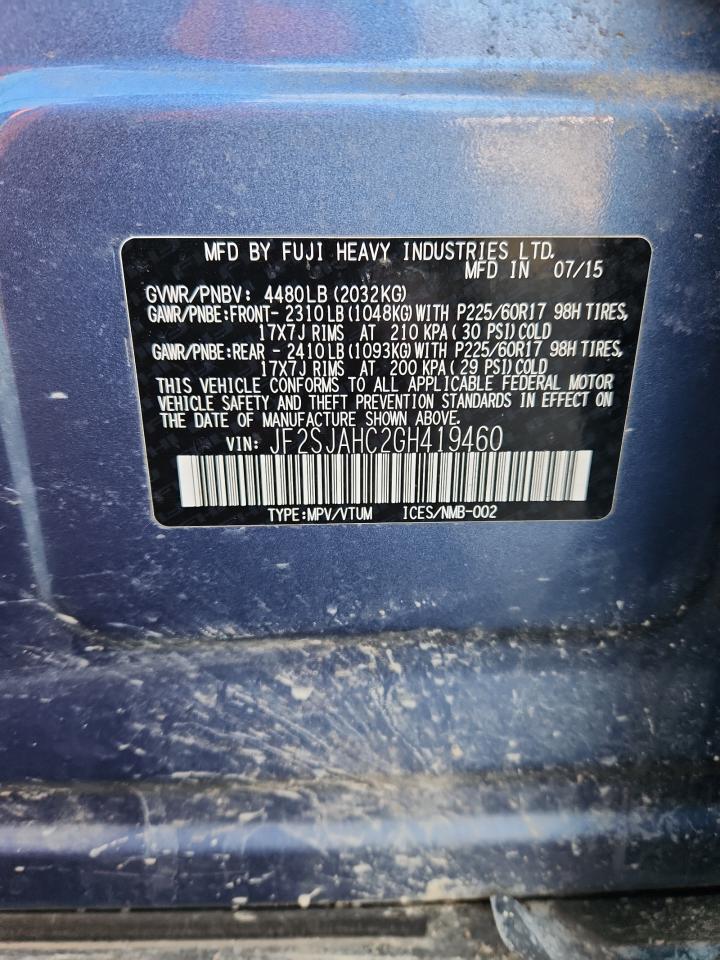 MFD BY FUJI HEAVY INDUSTRIES LTD.
MFD IN 07/15
GVWR/PNBV: 4480LB (2032KG)
GAWR/PNBE:FRONT- 2310LB (1048KG) WITH P225/60R17 98H TIRES,
17X7J RIMS AT 210 KPA (30 PSI) COLD
GAWR/PNBE:REAR - 2410LB (1093KG) WITH P225/60R17 98H TIRES,
17X7J RIMS AT 200 KPA (29 PSI) COLD
THIS VEHICLE CONFORMS TO ALL APPLICABLE FEDERAL MOTOR
VEHICLE SAFETY AND THEFT PREVENTION STANDARDS IN EFFECT ON
THE DATE OF MANUFACTURE SHOWN ABOVE.
VIN: JF2SJAHC2GH419460
TYPE:MPV/VTUM ICES/NMB-002